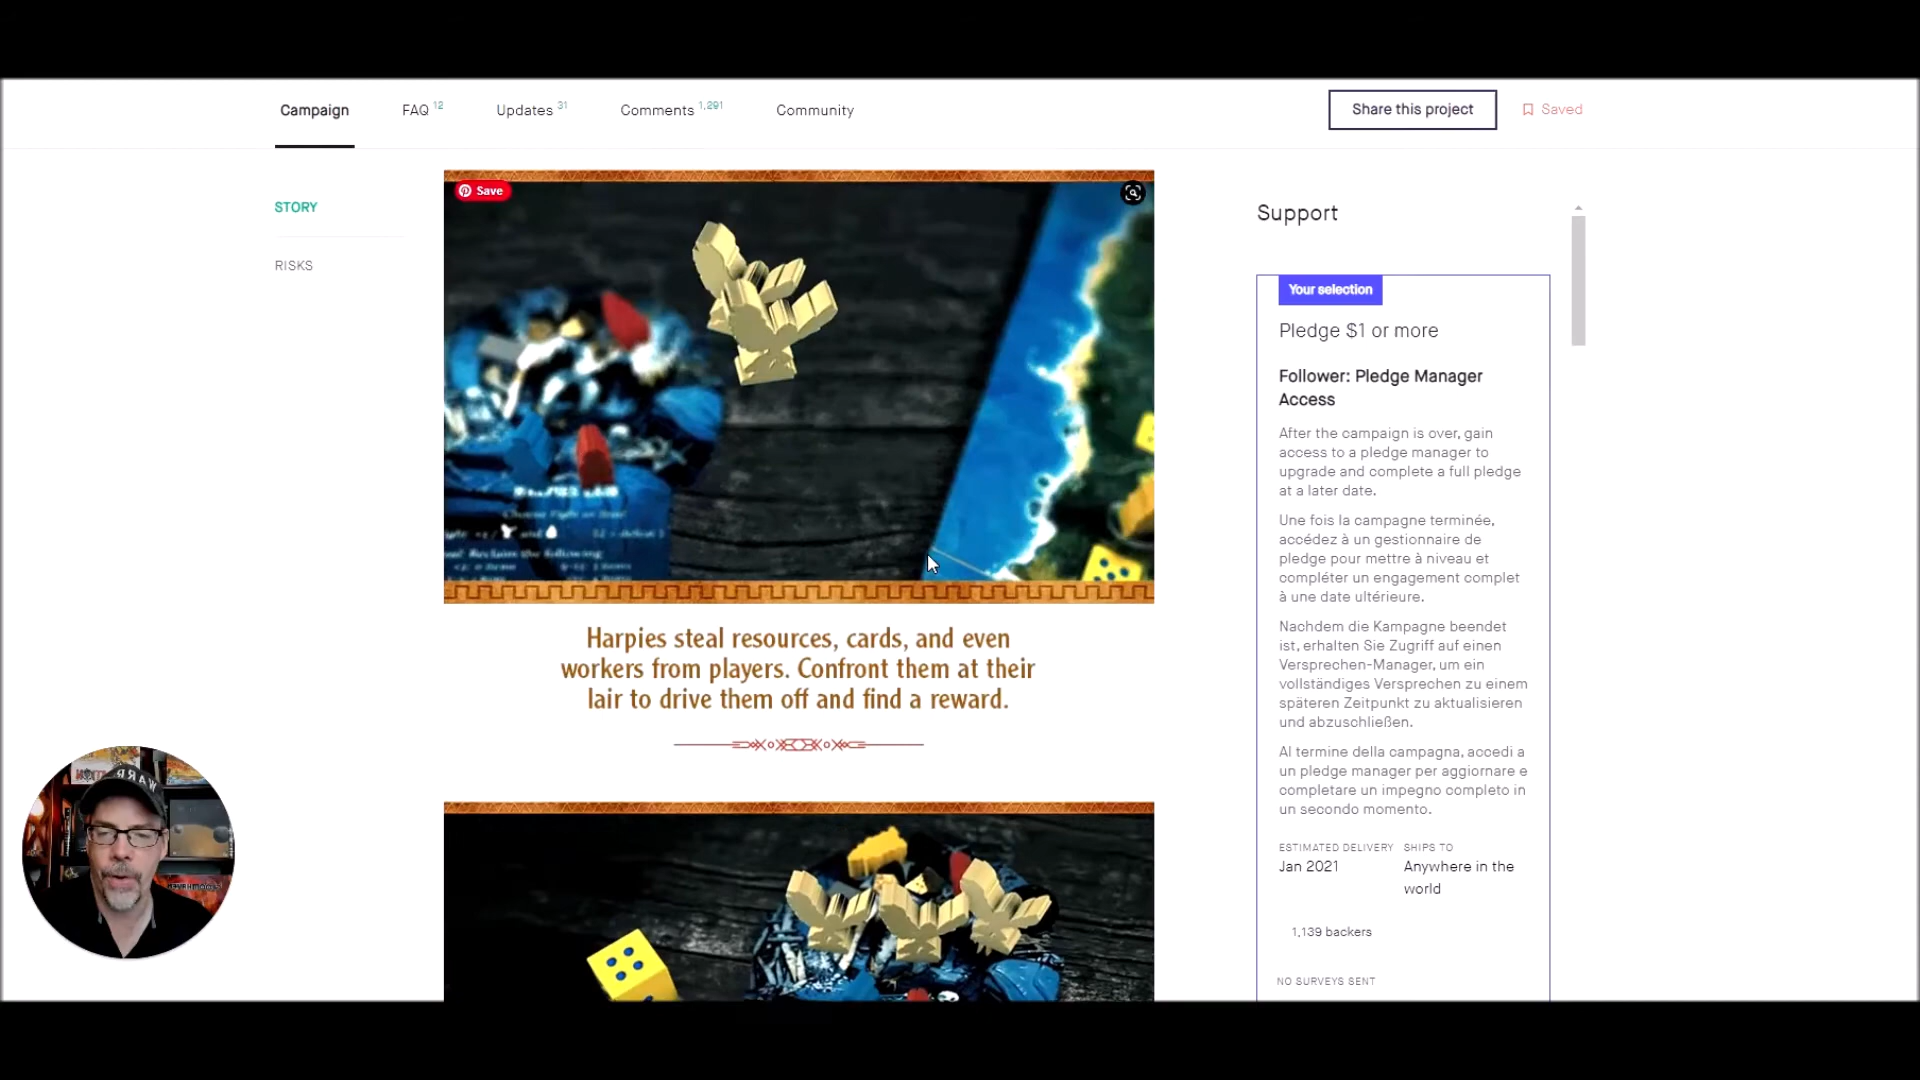 Campaign
FAQ 12
Updates 31
Comments 1,291
Community
Share this project
Saved
STORY
RISKS
Save
Harpies steal resources, cards, and even
workers from players. Confront them at their
lair to drive them off and find a reward.
Support
Your selection
Pledge $1 or more
Follower: Pledge Manager
Access
After the campaign is over, gain
access to a pledge manager to
upgrade and complete a full pledge
at a later date.
Une fois la campagne terminée,
accédez à un gestionnaire de
pledge pour mettre à niveau et
compléter un engagement complet
à une date ultérieure.
Nachdem die Kampagne beendet
ist, erhalten Sie Zugriff auf einen
Versprechen-Manager, um ein
vollständiges Versprechen zu einem
späteren Zeitpunkt zu aktualisieren
und abzuschließen.
Al termine della campagna, accedi a
un pledge manager per aggiornare e
completare un impegno completo in
un secondo momento.
ESTIMATED DELIVERY
Jan 2021
SHIPS TO
Anywhere in the
world
1,139 backers
NO SURVEYS SENT